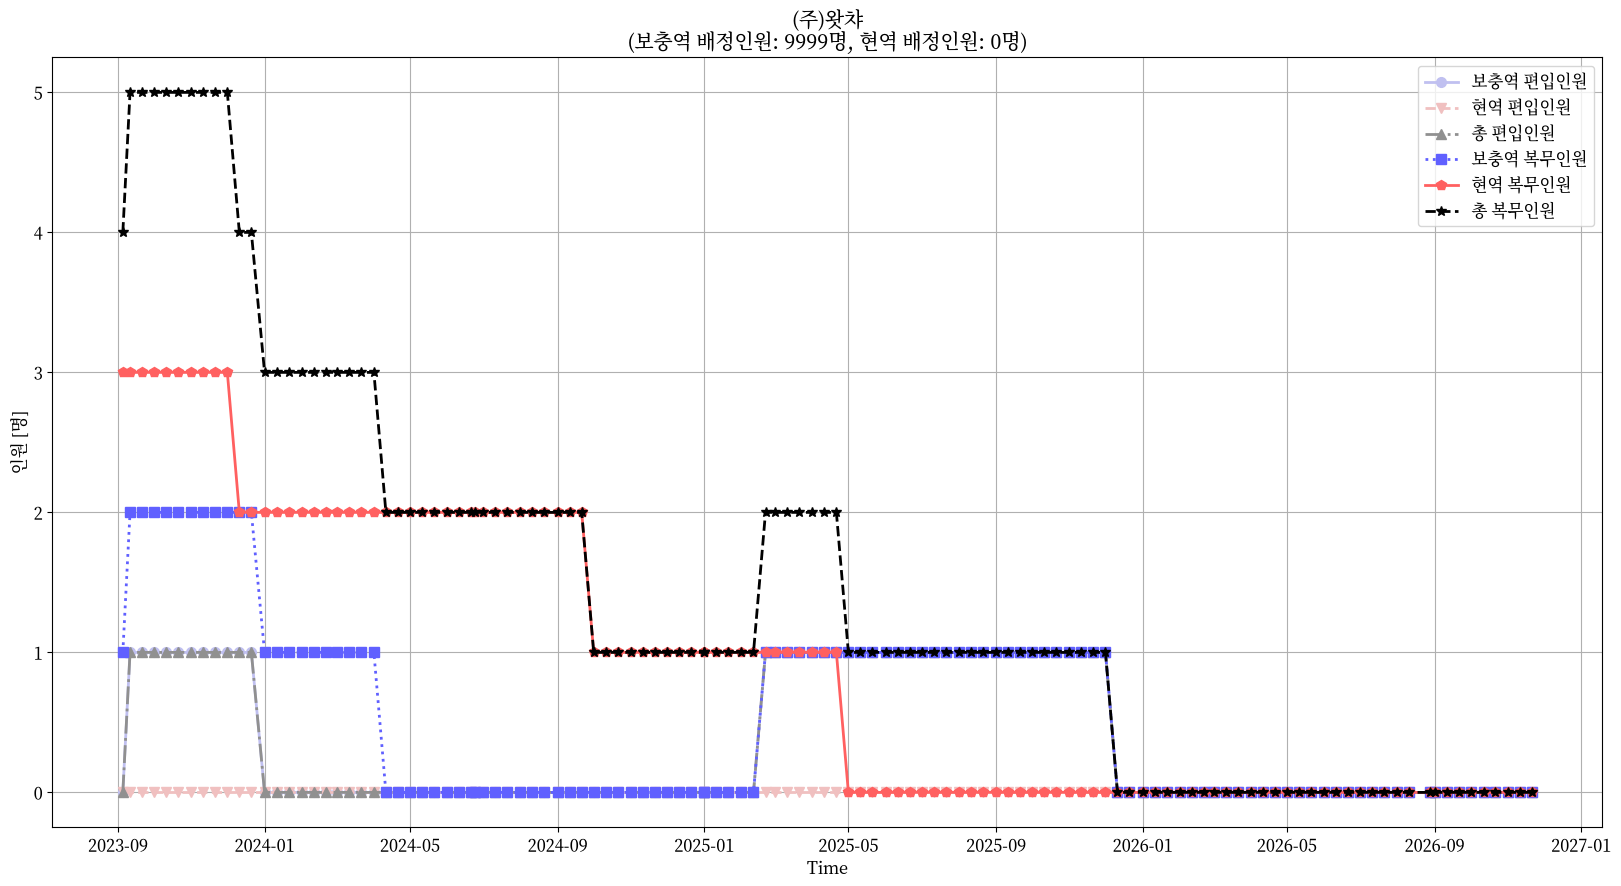 (주)왓챠
(보충역 배정인원: 9999명, 현역 배정인원: 0명)
보충역 편입인원
현역 편입인원
총 편입인원
보충역 복무인원
현역 복무인원
총 복무인원
인원 [명]
5
4
3
2
1
0
2023-09
2024-01
2024-05
2024-09
2025-01
2025-05
2025-09
2026-01
2026-05
2026-09
2027-01
Time